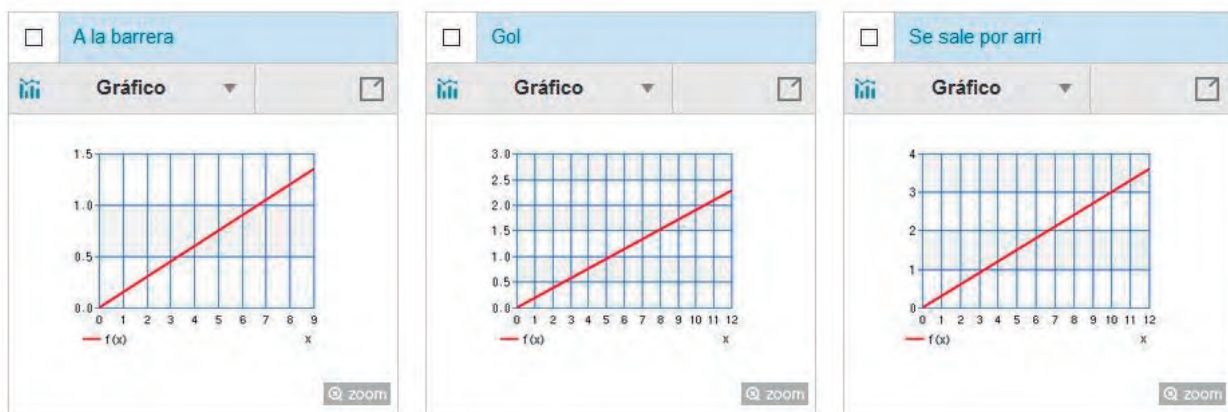 A la barrera
Gráfico
1.5
1.0
0.5
0.0
0 1 2 3 4 5 6 7 8 9
f(x) x
zoom
Gol
Gráfico
3.0
2.5
2.0
1.5
1.0
0.5
0.0
0 1 2 3 4 5 6 7 8 9 10 11 12
f(x) x
zoom
Se sale por arri
Gráfico
4
3
2
1
0
0 1 2 3 4 5 6 7 8 9 10 11 12
f(x) x
zoom